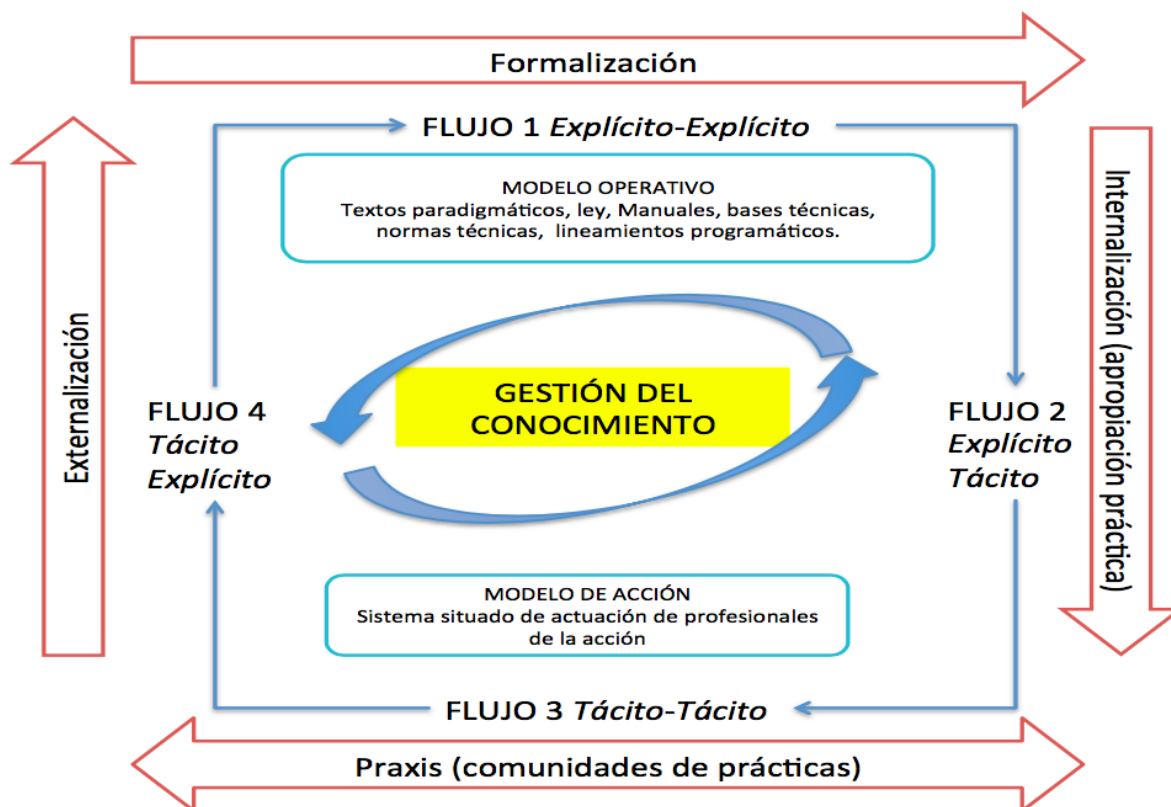 Formalización
FLUJO 1 Explícito-Explícito
MODELO OPERATIVO
Textos paradigmáticos, ley, Manuales, bases técnicas,
normas técnicas, lineamientos programáticos.
Externalización
Internalización (apropiación práctica)
GESTIÓN DEL
CONOCIMIENTO
FLUJO 4
Tácito
Explícito
FLUJO 2
Explícito
Tácito
MODELO DE ACCIÓN
Sistema situado de actuación de profesionales
de la acción
FLUJO 3 Tácito-Tácito
Praxis (comunidades de prácticas)